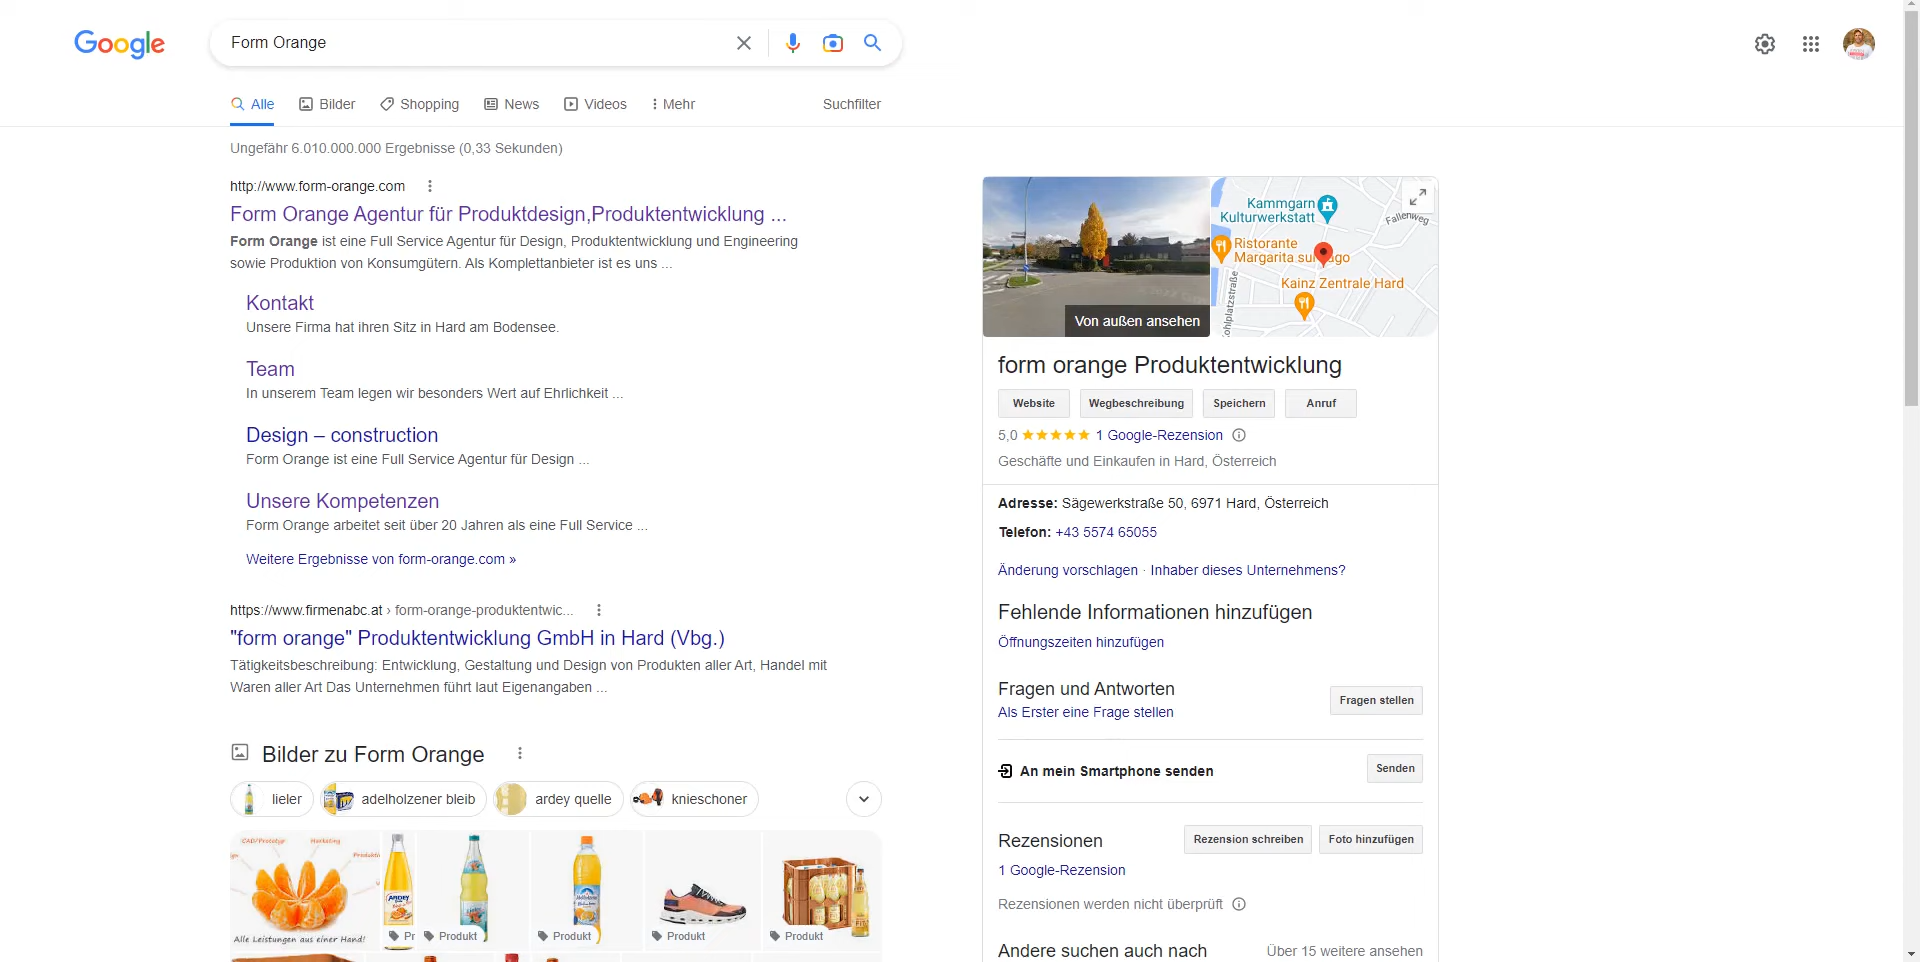 Google
Form Orange
Alle
Bilder
Shopping
News
Videos
Mehr
Suchfilter
Ungefähr 6.010.000.000 Ergebnisse (0,33 Sekunden)
http://www.form-orange.com
Form Orange Agentur für Produktdesign,Produktentwicklung ...
Form Orange ist eine Full Service Agentur für Design, Produktentwicklung und Engineering
sowie Produktion von Konsumgütern. Als Komplettanbieter ist es uns ...
Kontakt
Unsere Firma hat ihren Sitz in Hard am Bodensee.
Team
In unserem Team legen wir besonders Wert auf Ehrlichkeit ...
Design – construction
Form Orange ist eine Full Service Agentur für Design ...
Unsere Kompetenzen
Form Orange arbeitet seit über 20 Jahren als eine Full Service ...
Weitere Ergebnisse von form-orange.com »
https://www.firmenabc.at › form-orange-produktentwic...
"form orange" Produktentwicklung GmbH in Hard (Vbg.)
Tätigkeitsbeschreibung: Entwicklung, Gestaltung und Design von Produkten aller Art, Handel mit
Waren aller Art Das Unternehmen führt laut Eigenangaben ...
Bilder zu Form Orange
lieler
adelholzener bleib
ardey quelle
knieschoner
CAD/Prototyp
Marketing
Alle Leistungen aus einer Hand!
ARDEY
Pr
Produkt
Produkt
Produkt
Produkt
Von außen ansehen
Kammgarn
Kulturwerkstatt
Fallenweg
Ristorante
Margarita
Kainz Zentrale Hard
form orange Produktentwicklung
Website
Wegbeschreibung
Speichern
Anruf
5,0
1 Google-Rezension
Geschäfte und Einkaufen in Hard, Österreich
Adresse: Sägewerkstraße 50, 6971 Hard, Österreich
Telefon: +43 5574 65055
Änderung vorschlagen · Inhaber dieses Unternehmens?
Fehlende Informationen hinzufügen
Öffnungszeiten hinzufügen
Fragen und Antworten
Als Erster eine Frage stellen
Fragen stellen
An mein Smartphone senden
Senden
Rezensionen
Rezension schreiben
Foto hinzufügen
1 Google-Rezension
Rezensionen werden nicht überprüft
Andere suchen auch nach
Über 15 weitere ansehen